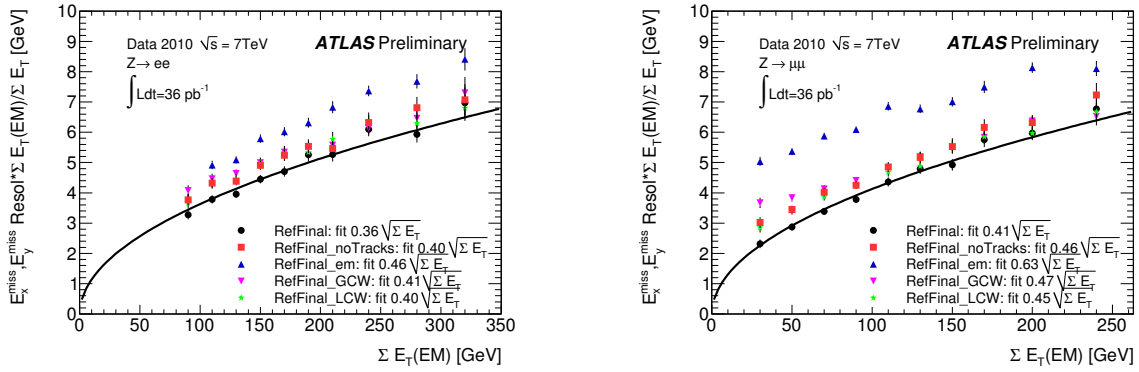 E_x^miss, E_y^miss Resol*Σ E_T(EM)/Σ E_T [GeV]
10
9
8
7
6
5
4
3
2
1
0
Data 2010 √s = 7TeV
ATLAS Preliminary
Z→ ee
∫ Ldt=36 pb⁻¹
RefFinal: fit 0.36√Σ E_T
RefFinal_noTracks: fit 0.40√Σ E_T
RefFinal_em: fit 0.46√Σ E_T
RefFinal_GCW: fit 0.41√Σ E_T
RefFinal_LCW: fit 0.40√Σ E_T
0 50 100 150 200 250 300 350
Σ E_T(EM) [GeV]
E_x^miss, E_y^miss Resol*Σ E_T(EM)/Σ E_T [GeV]
10
9
8
7
6
5
4
3
2
1
0
Data 2010 √s = 7TeV
ATLAS Preliminary
Z→ μμ
∫ Ldt=36 pb⁻¹
RefFinal: fit 0.41√Σ E_T
RefFinal_noTracks: fit 0.46√Σ E_T
RefFinal_em: fit 0.63√Σ E_T
RefFinal_GCW: fit 0.47√Σ E_T
RefFinal_LCW: fit 0.45√Σ E_T
0 50 100 150 200 250
Σ E_T(EM) [GeV]